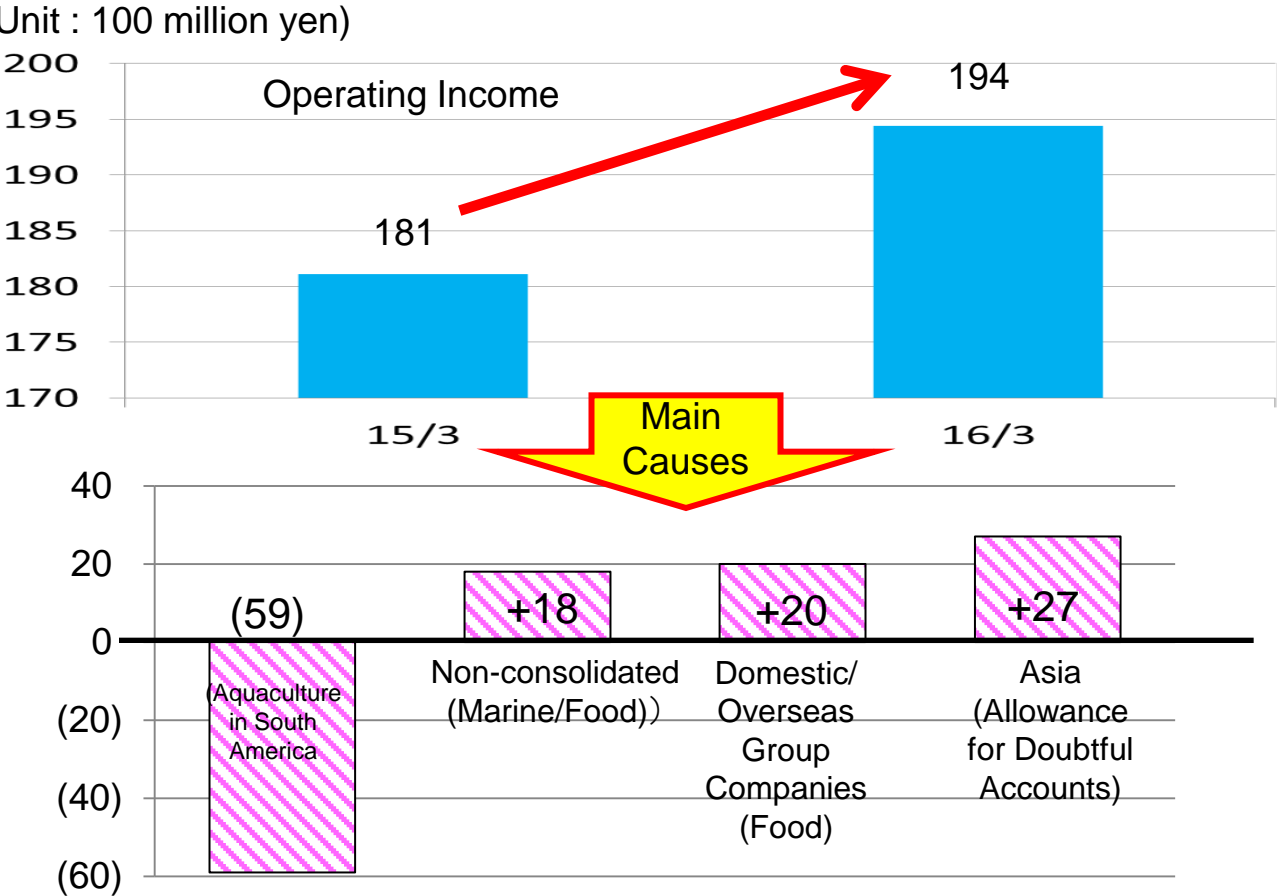 Unit : 100 million yen)
200
195
190
185
180
175
170
Operating Income
181
194
15/3
16/3
Main
Causes
40
20
0
(20)
(40)
(60)
(59)
+18
+20
+27
(Aquaculture
in South
America
Non-consolidated
(Marine/Food)）
Domestic/
Overseas
Group
Companies
(Food)
Asia
(Allowance
for Doubtful
Accounts)